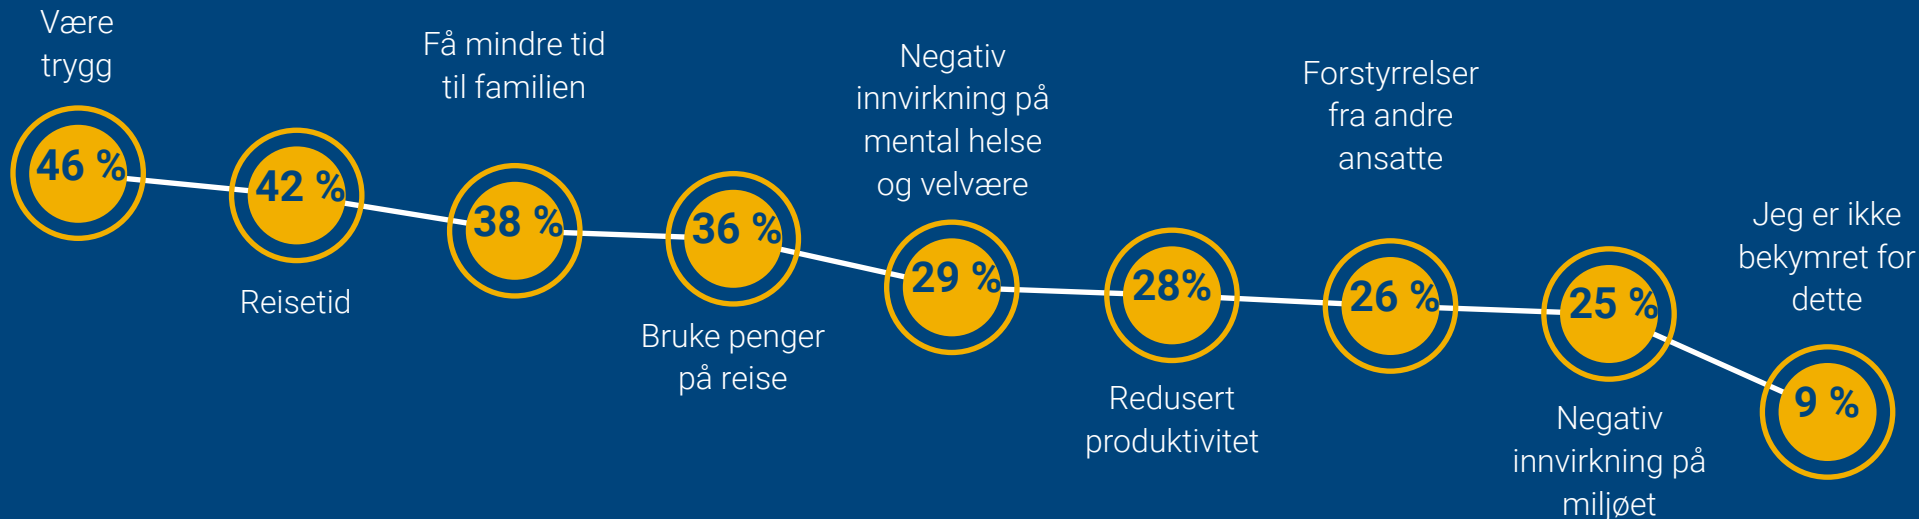 Være
trygg
46 %
42 %
Reisetid
Få mindre tid
til familien
38 %
36 %
Bruke penger
på reise
Negativ
innvirkning på
mental helse
og velvære
29 %
28%
Redusert
produktivitet
Forstyrrelser
fra andre
ansatte
26 %
25 %
Negativ
innvirkning på
miljøet
Jeg er ikke
bekymret for
dette
9 %